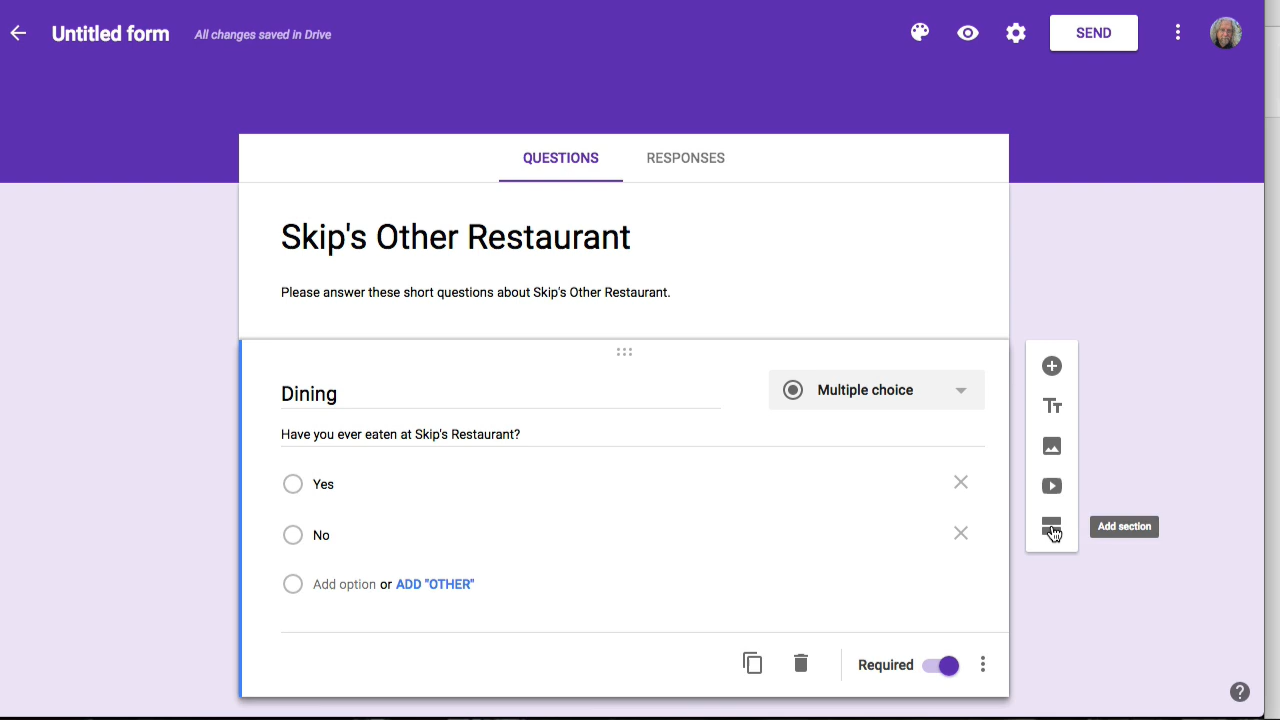 Untitled form
All changes saved in Drive
SEND
QUESTIONS
RESPONSES
Skip's Other Restaurant
Please answer these short questions about Skip's Other Restaurant.
Dining
Multiple choice
Have you ever eaten at Skip's Restaurant?
Yes
No
Add section
Add option or ADD "OTHER"
Required